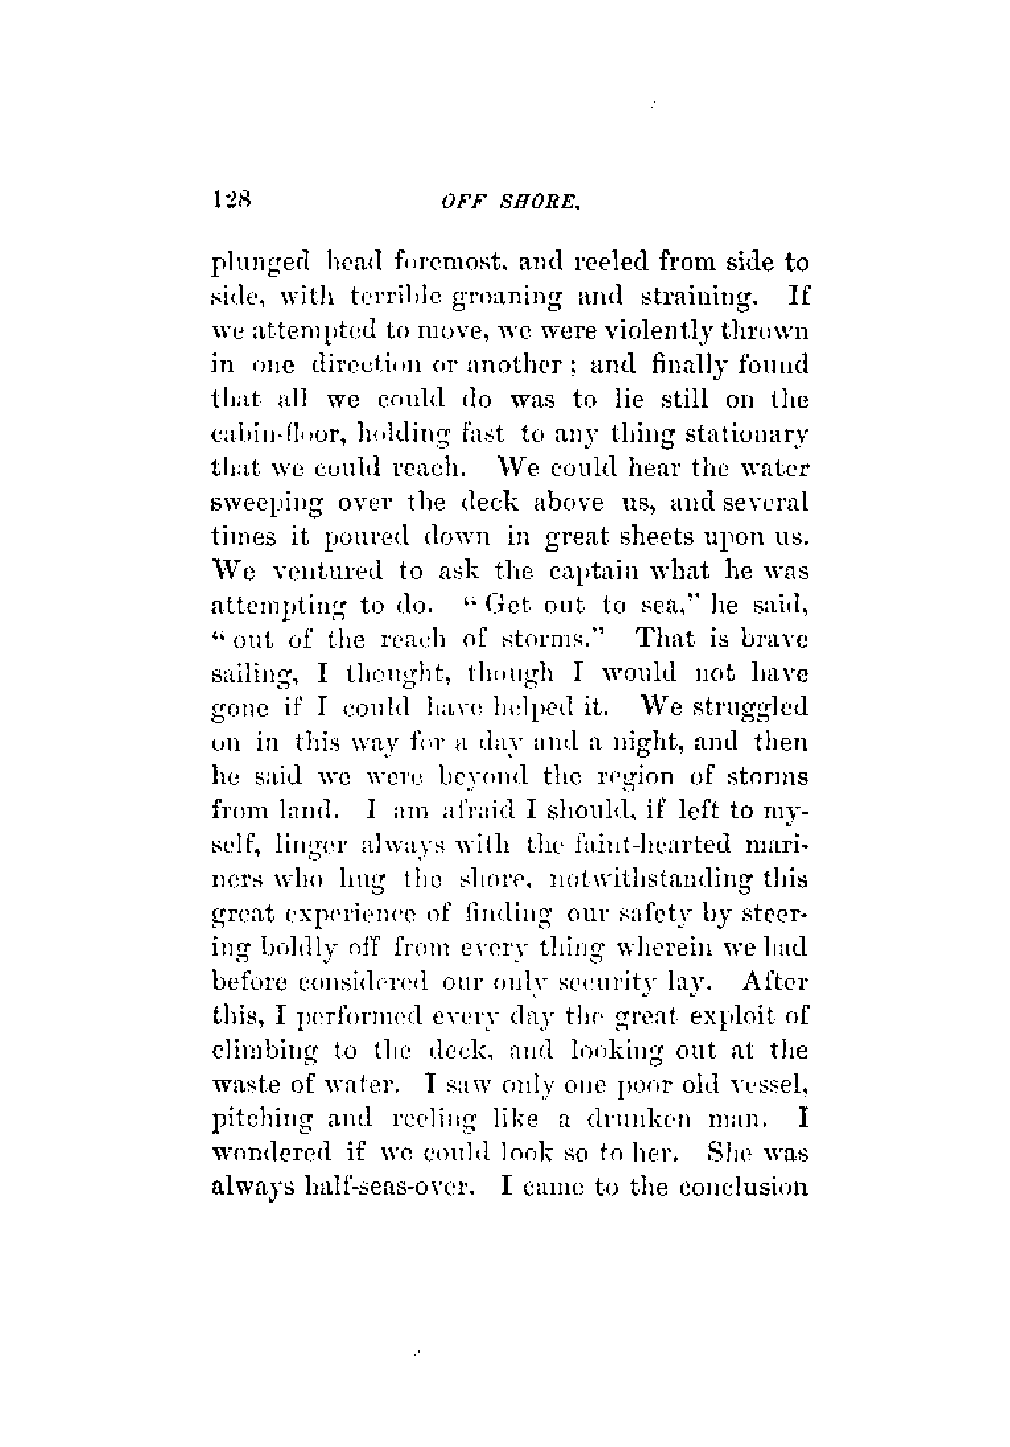 128 OFF SHORE.
plunged head foremost, and reeled from side to
side, with terrible groaning and straining. If
we attempted to move, we were violently thrown
in one direction or another; and finally found
that all we could do was to lie still on the
cabin-floor, holding fast to any thing stationary
that we could reach. We could hear the water
sweeping over the deck above us, and several
times it poured down in great sheets upon us.
We ventured to ask the captain what he was
attempting to do. "Get out to sea," he said,
"out of the reach of storms." That is brave
sailing, I thought, though I would not have
gone if I could have helped it. We struggled
on in this way for a day and a night, and then
he said we were beyond the region of storms
from land. I am afraid I should, if left to my-
self, linger always with the faint-hearted mari-
ners who hug the shore, notwithstanding this
great experience of finding our safety by steer-
ing boldly off from every thing wherein we had
before considered our only security lay. After
this, I performed every day the great exploit of
climbing to the deck, and looking out at the
waste of water. I saw only one poor old vessel,
pitching and reeling like a drunken man. I
wondered if we could look so to her. She was
always half-seas-over. I came to the conclusion